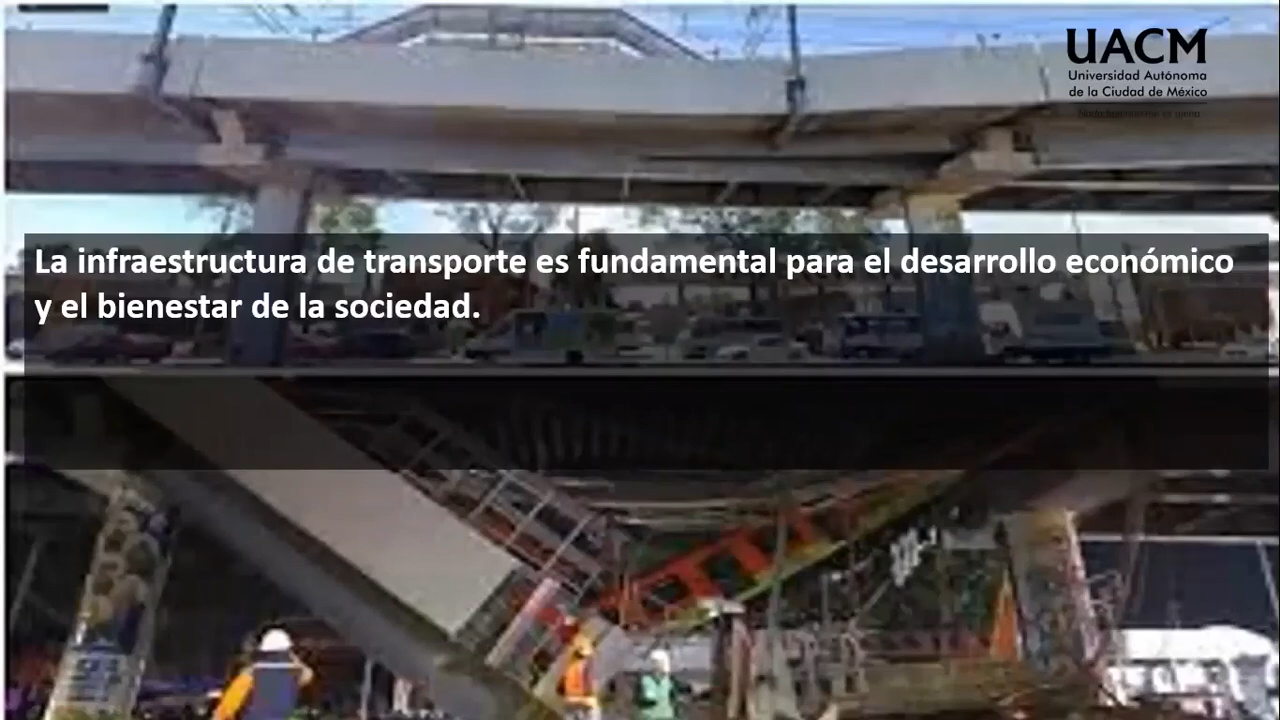 UACM
Universidad Autónoma
de la Ciudad de México
La infraestructura de transporte es fundamental para el desarrollo económico
y el bienestar de la sociedad.